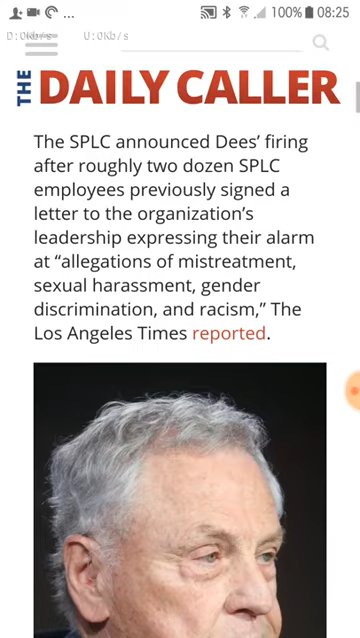 100% 08:25
D:0Kb/s U:0Kb/s
THE DAILY CALLER
The SPLC announced Dees’ firing
after roughly two dozen SPLC
employees previously signed a
letter to the organization’s
leadership expressing their alarm
at “allegations of mistreatment,
sexual harassment, gender
discrimination, and racism,” The
Los Angeles Times reported.